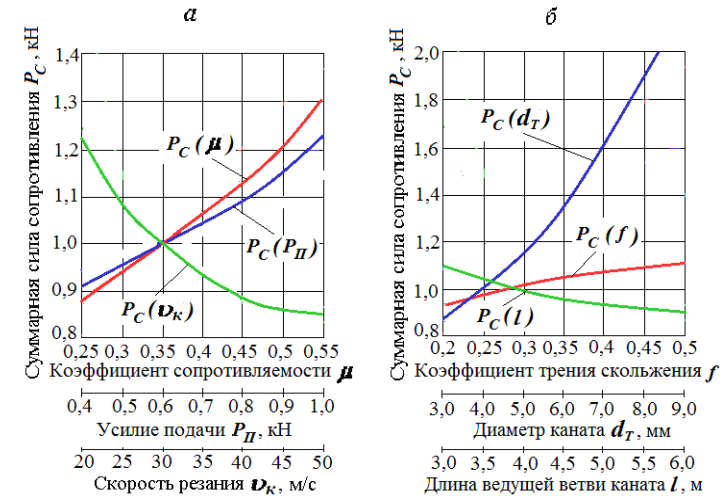 а
Суммарная сила сопротивления P_C, кН
1,4
1,3
1,2
1,1
1,0
0,9
0,8
P_C(μ)
P_C(P_П)
P_C(υ_К)
0,25 0,3 0,35 0,4 0,45 0,5 0,55
Коэффициент сопротивляемости μ
0,4 0,5 0,6 0,7 0,8 0,9 1,0
Усилие подачи P_П, кН
20 25 30 35 40 45 50
Скорость резания υ_К, м/с
б
Суммарная сила сопротивления P_C, кН
2,0
1,8
1,6
1,4
1,2
1,0
0,8
P_C(d_T)
P_C(f)
P_C(l)
0,2 0,25 0,3 0,35 0,4 0,45 0,5
Коэффициент трения скольжения f
3,0 4,0 5,0 6,0 7,0 8,0 9,0
Диаметр каната d_T, мм
3,0 3,5 4,0 4,5 5,0 5,5 6,0
Длина ведущей ветви каната l, м